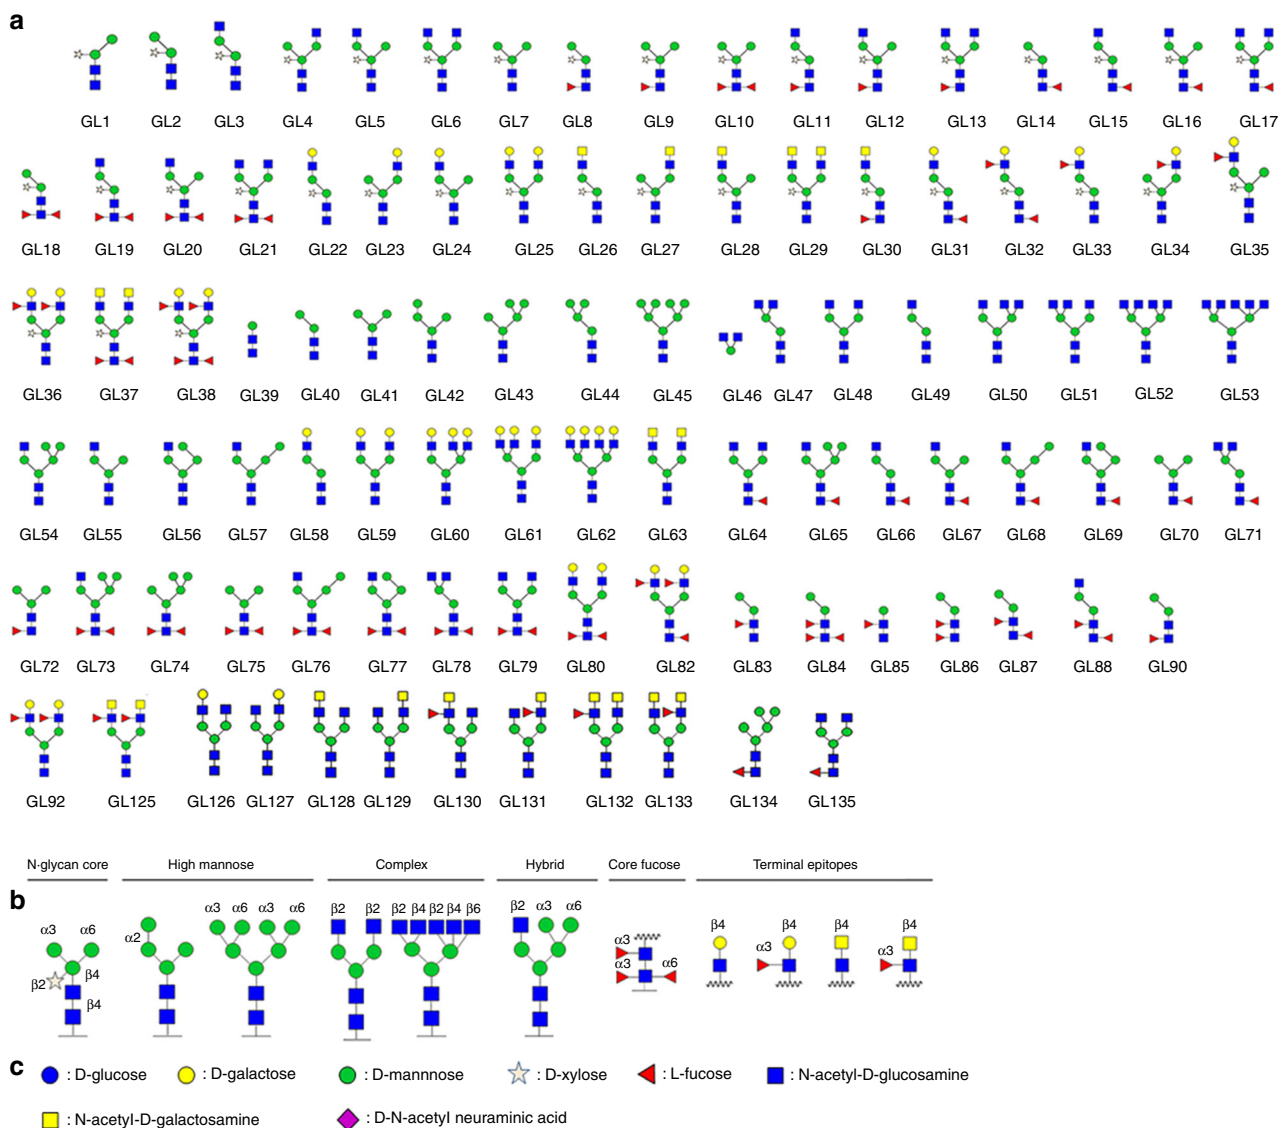 a
GL1 GL2 GL3 GL4 GL5 GL6 GL7 GL8 GL9 GL10 GL11 GL12 GL13 GL14 GL15 GL16 GL17
GL18 GL19 GL20 GL21 GL22 GL23 GL24 GL25 GL26 GL27 GL28 GL29 GL30 GL31 GL32 GL33 GL34 GL35
GL36 GL37 GL38 GL39 GL40 GL41 GL42 GL43 GL44 GL45 GL46 GL47 GL48 GL49 GL50 GL51 GL52 GL53
GL54 GL55 GL56 GL57 GL58 GL59 GL60 GL61 GL62 GL63 GL64 GL65 GL66 GL67 GL68 GL69 GL70 GL71
GL72 GL73 GL74 GL75 GL76 GL77 GL78 GL79 GL80 GL82 GL83 GL84 GL85 GL86 GL87 GL88 GL90
GL92 GL125 GL126 GL127 GL128 GL129 GL130 GL131 GL132 GL133 GL134 GL135
N-glycan core High mannose Complex Hybrid Core fucose Terminal epitopes
b
α3 α6 β2 β4 β4
α2 α3 α6 α3 α6
β2 β2 β2 β4 β2 β4 β6
β2 α3 α6
α3 α3 α6
β4 α3 β4 β4 α3 β4
c
: D-glucose : D-galactose : D-mannnose : D-xylose : L-fucose : N-acetyl-D-glucosamine
: N-acetyl-D-galactosamine : D-N-acetyl neuraminic acid